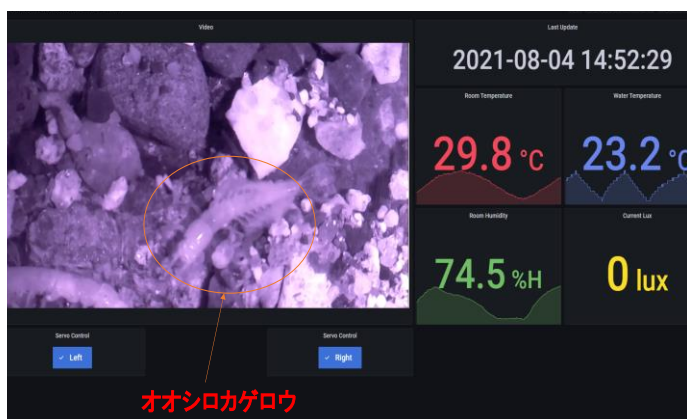 Video
Last Update
2021-08-04 14:52:29
Room Temperature
29.8 °C
Water Temperature
23.2 °C
Room Humidity
74.5 %H
Current Lux
0 lux
Servo Control
✓ Left
Servo Control
✓ Right
オオシロカゲロウ